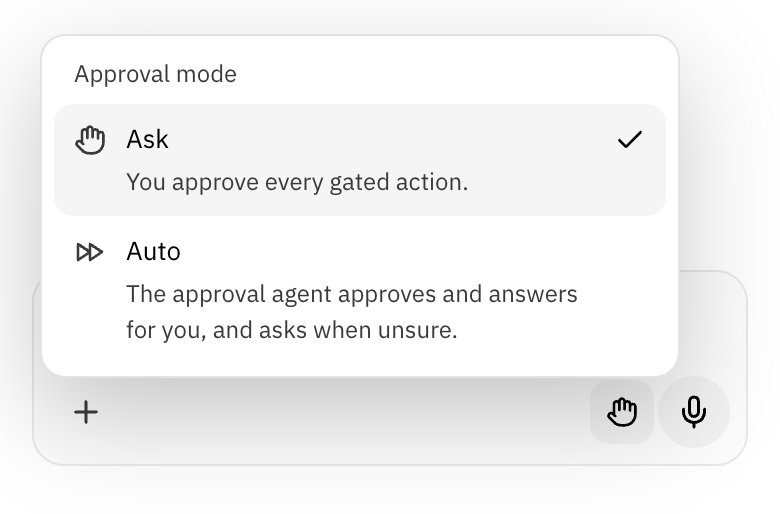 Approval mode
Ask
You approve every gated action.
Auto
The approval agent approves and answers
for you, and asks when unsure.